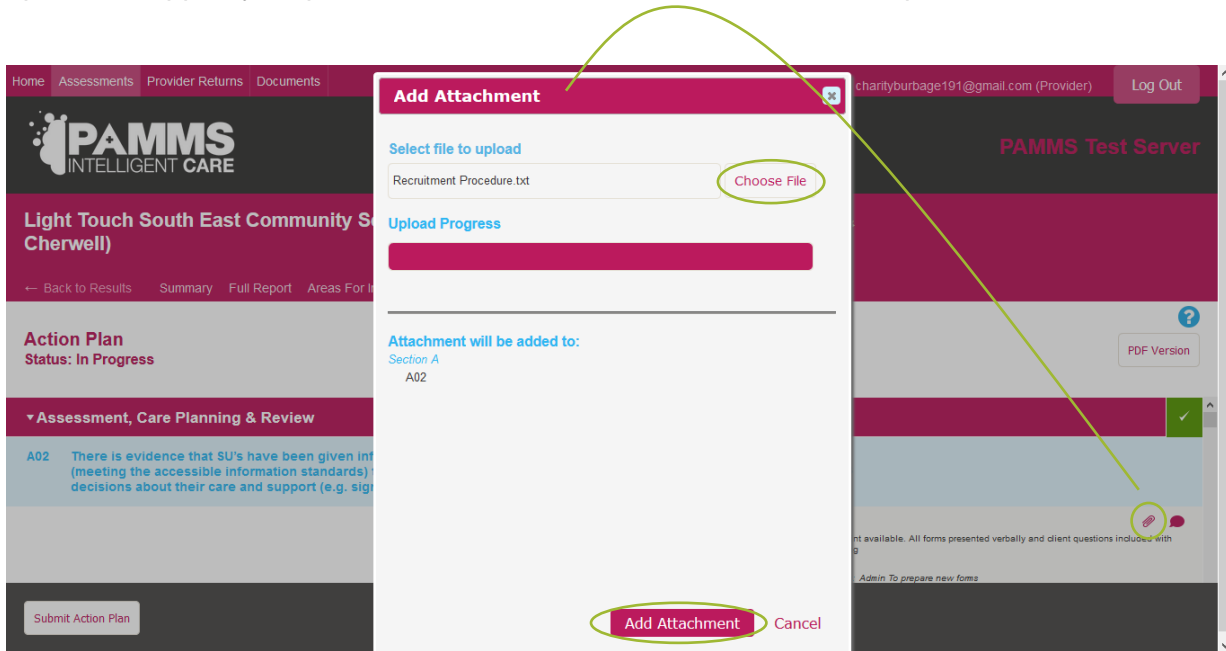 Home Assessments Provider Returns Documents
charityburbage191@gmail.com (Provider) Log Out
PAMMS
INTELLIGENT CARE
PAMMS Test Server
Light Touch South East Community
Cherwell)
← Back to Results Summary Full Report Areas For
Action Plan
Status: In Progress
PDF Version
▾Assessment, Care Planning & Review
A02 There is evidence that SU's have been given
(meeting the accessible information standards)
decisions about their care and support (e.g.
available. All forms presented verbally and client questions included with
Admin To prepare new forms
Submit Action Plan
Add Attachment
Select file to upload
Recruitment Procedure.txt Choose File
Upload Progress
Attachment will be added to:
Section A
A02
Add Attachment Cancel